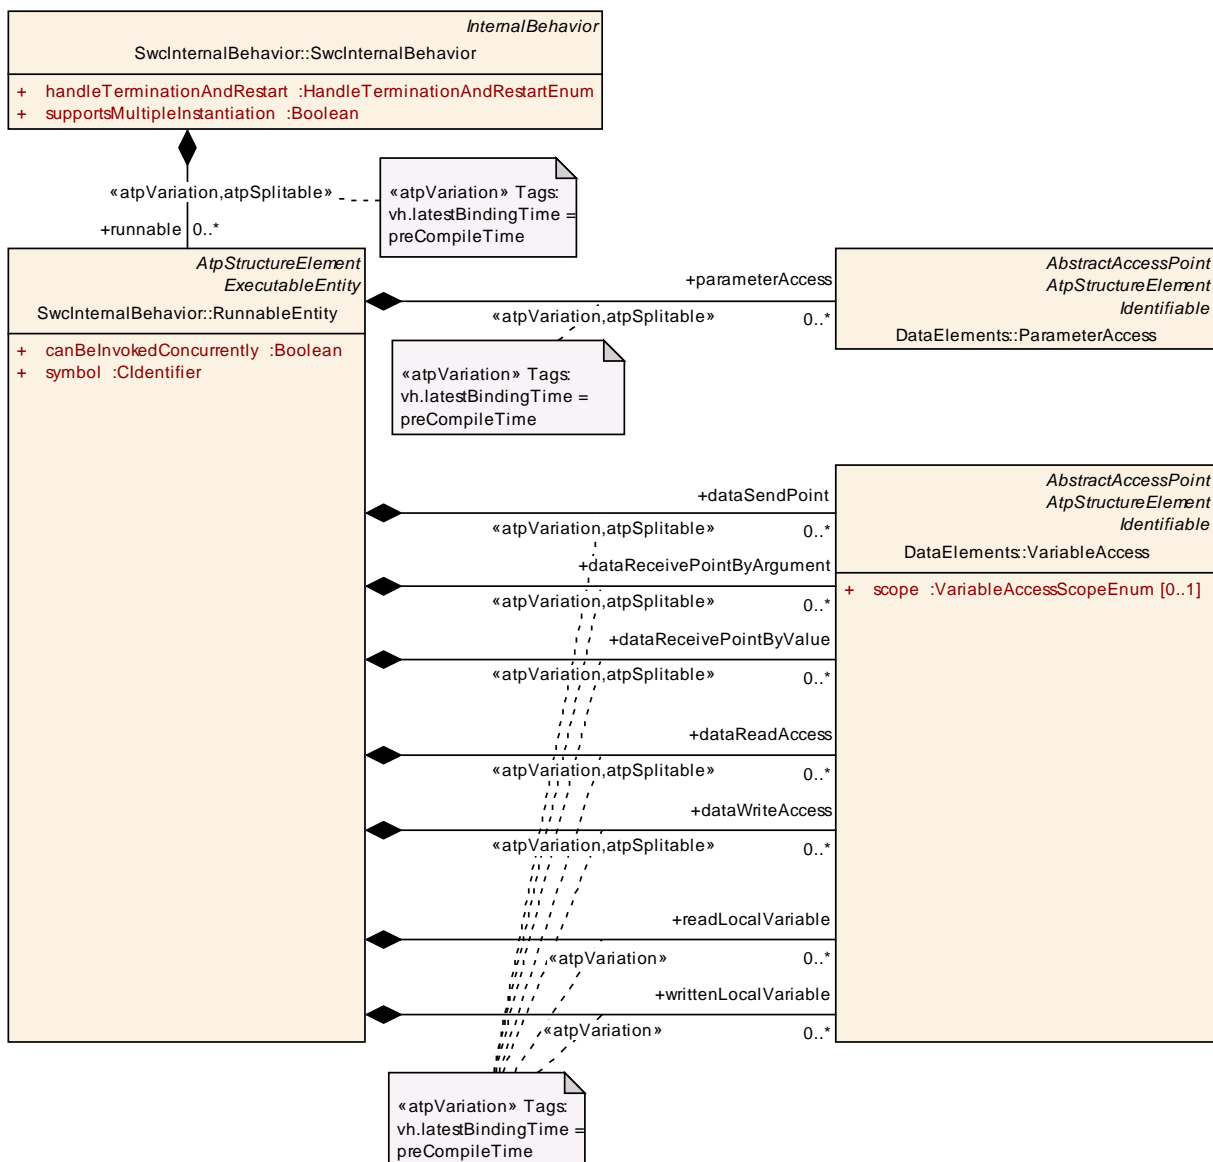 InternalBehavior
SwcInternalBehavior::SwcInternalBehavior
+ handleTerminationAndRestart :HandleTerminationAndRestartEnum
+ supportsMultipleInstantiation :Boolean
«atpVariation,atpSplitable»
+runnable 0..*
«atpVariation» Tags:
vh.latestBindingTime =
preCompileTime
AtpStructureElement
ExecutableEntity
SwcInternalBehavior::RunnableEntity
+ canBeInvokedConcurrently :Boolean
+ symbol :CIdentifier
+parameterAccess
«atpVariation,atpSplitable» 0..*
«atpVariation» Tags:
vh.latestBindingTime =
preCompileTime
AbstractAccessPoint
AtpStructureElement
Identifiable
DataElements::ParameterAccess
+dataSendPoint
«atpVariation,atpSplitable» 0..*
+dataReceivePointByArgument
«atpVariation,atpSplitable» 0..*
+dataReceivePointByValue
«atpVariation,atpSplitable» 0..*
+dataReadAccess
«atpVariation,atpSplitable» 0..*
+dataWriteAccess
«atpVariation,atpSplitable» 0..*
+readLocalVariable
«atpVariation» 0..*
+writtenLocalVariable
«atpVariation» 0..*
AbstractAccessPoint
AtpStructureElement
Identifiable
DataElements::VariableAccess
+ scope :VariableAccessScopeEnum [0..1]
«atpVariation» Tags:
vh.latestBindingTime =
preCompileTime